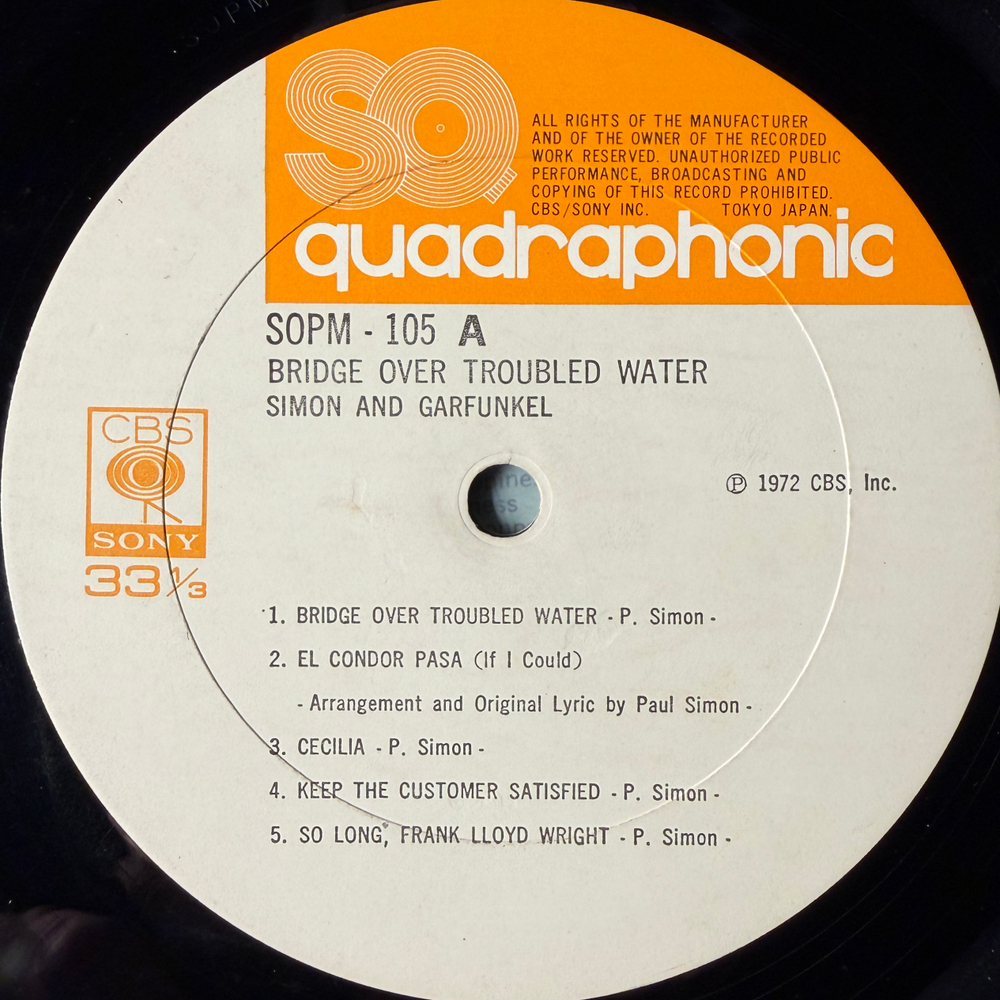 SOPM
SQ
ALL RIGHTS OF THE MANUFACTURER
AND OF THE OWNER OF THE RECORDED
WORK RESERVED. UNAUTHORIZED PUBLIC
PERFORMANCE, BROADCASTING AND
COPYING OF THIS RECORD PROHIBITED.
CBS/SONY INC. TOKYO JAPAN.
quadraphonic
SOPM - 105 A
BRIDGE OVER TROUBLED WATER
SIMON AND GARFUNKEL
CBS
SONY
33 1/3
Ⓟ 1972 CBS, Inc.
1. BRIDGE OVER TROUBLED WATER - P. Simon -
2. EL CONDOR PASA (If I Could)
- Arrangement and Original Lyric by Paul Simon -
3. CECILIA - P. Simon -
4. KEEP THE CUSTOMER SATISFIED - P. Simon -
5. SO LONG, FRANK LLOYD WRIGHT - P. Simon -